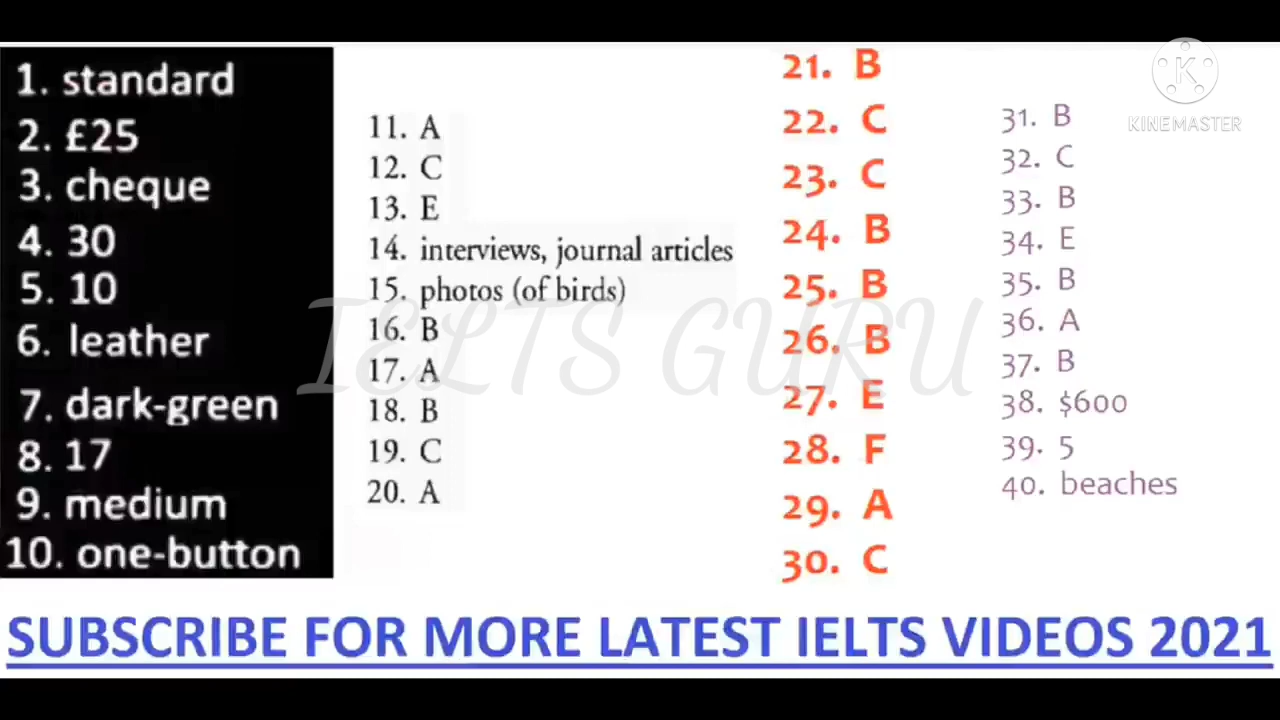 1. standard
2. £25
3. cheque
4. 30
5. 10
6. leather
7. dark-green
8. 17
9. medium
10. one-button
11. A
12. C
13. E
14. interviews, journal articles
15. photos (of birds)
16. B
17. A
18. B
19. C
20. A
21. B
22. C
23. C
24. B
25. B
26. B
27. E
28. F
29. A
30. C
31. B
32. C
33. B
34. E
35. B
36. A
37. B
38. $600
39. 5
40. beaches
K
KINEMASTER
IELTS GURU
SUBSCRIBE FOR MORE LATEST IELTS VIDEOS 2021